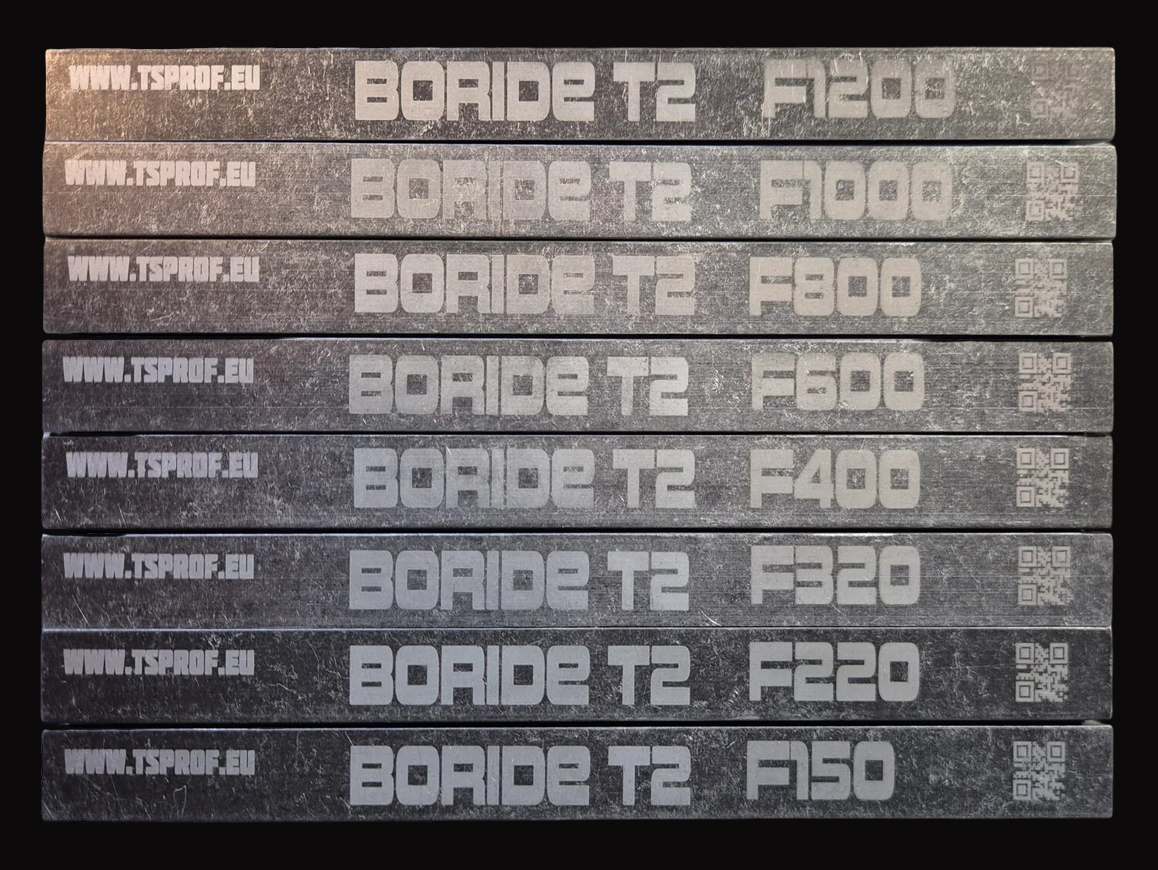 WWW.TSPROF.EU BORIDE T2 F1200
WWW.TSPROF.EU BORIDE T2 F1000
WWW.TSPROF.EU BORIDE T2 F800
WWW.TSPROF.EU BORIDE T2 F600
WWW.TSPROF.EU BORIDE T2 F400
WWW.TSPROF.EU BORIDE T2 F320
WWW.TSPROF.EU BORIDE T2 F220
WWW.TSPROF.EU BORIDE T2 F150